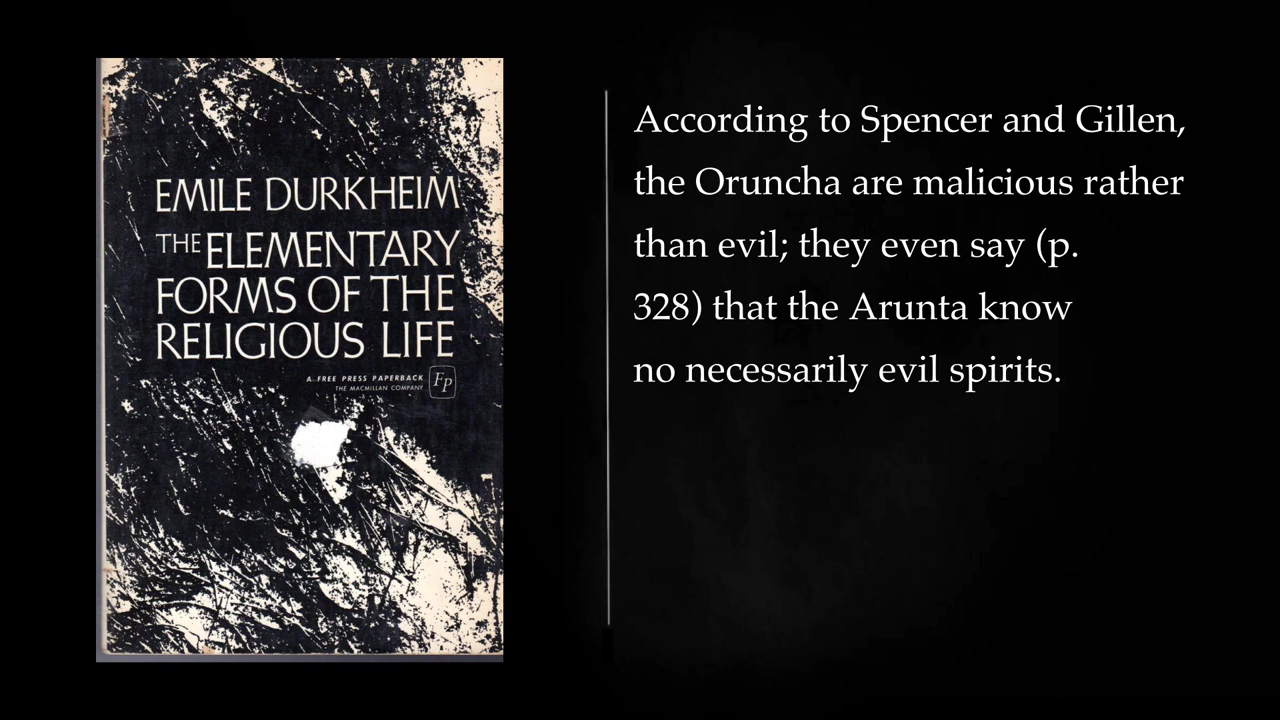 EMILE DURKHEIM
THE ELEMENTARY
FORMS OF THE
RELIGIOUS LIFE
A FREE PRESS PAPERBACK
THE MACMILLAN COMPANY
Fp
According to Spencer and Gillen,
the Oruncha are malicious rather
than evil; they even say (p.
328) that the Arunta know
no necessarily evil spirits.